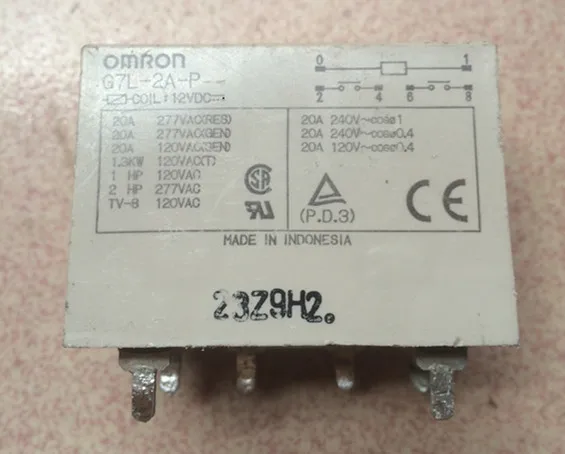 OMRON
G7L-2A-P--
COIL:12VDC
20A 277VAC(RES)
20A 277VAC(GEN)
20A 120VAC(GEN)
1.3KW 120VAC(T)
1 HP 120VAC
2 HP 277VAC
TV-8 120VAC
0 1
2 4 6 8
20A 240V~cosø1
20A 240V~cosø0.4
20A 120V~cosø0.4
(P.D.3)
CE
MADE IN INDONESIA
23Z9H2.